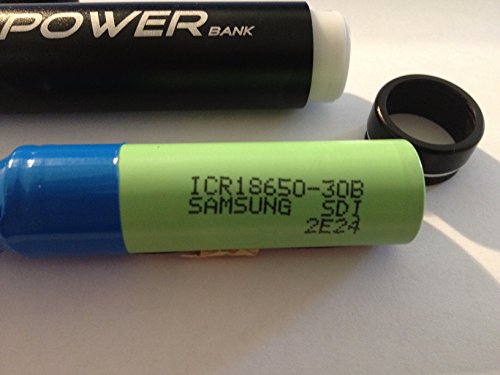 POWER BANK
ICR18650-30B
SAMSUNG SDI
2E24